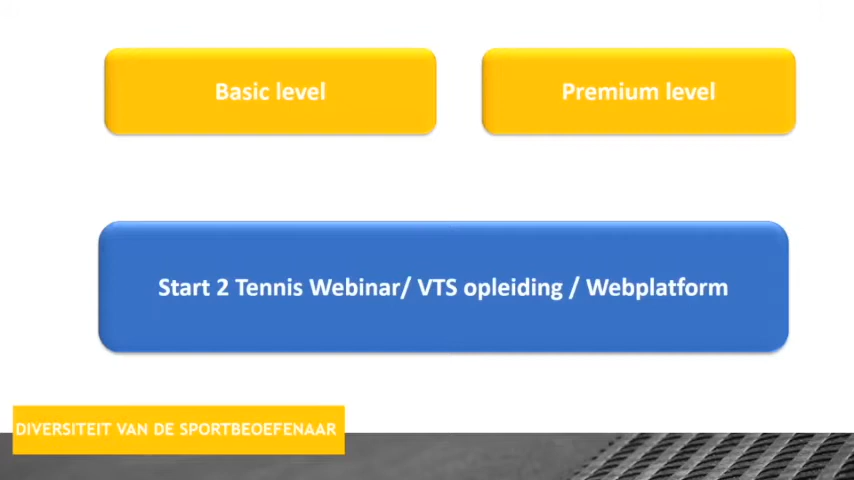 Basic level
Premium level
Start 2 Tennis Webinar/ VTS opleiding / Webplatform
DIVERSITEIT VAN DE SPORTBEOEFENAAR